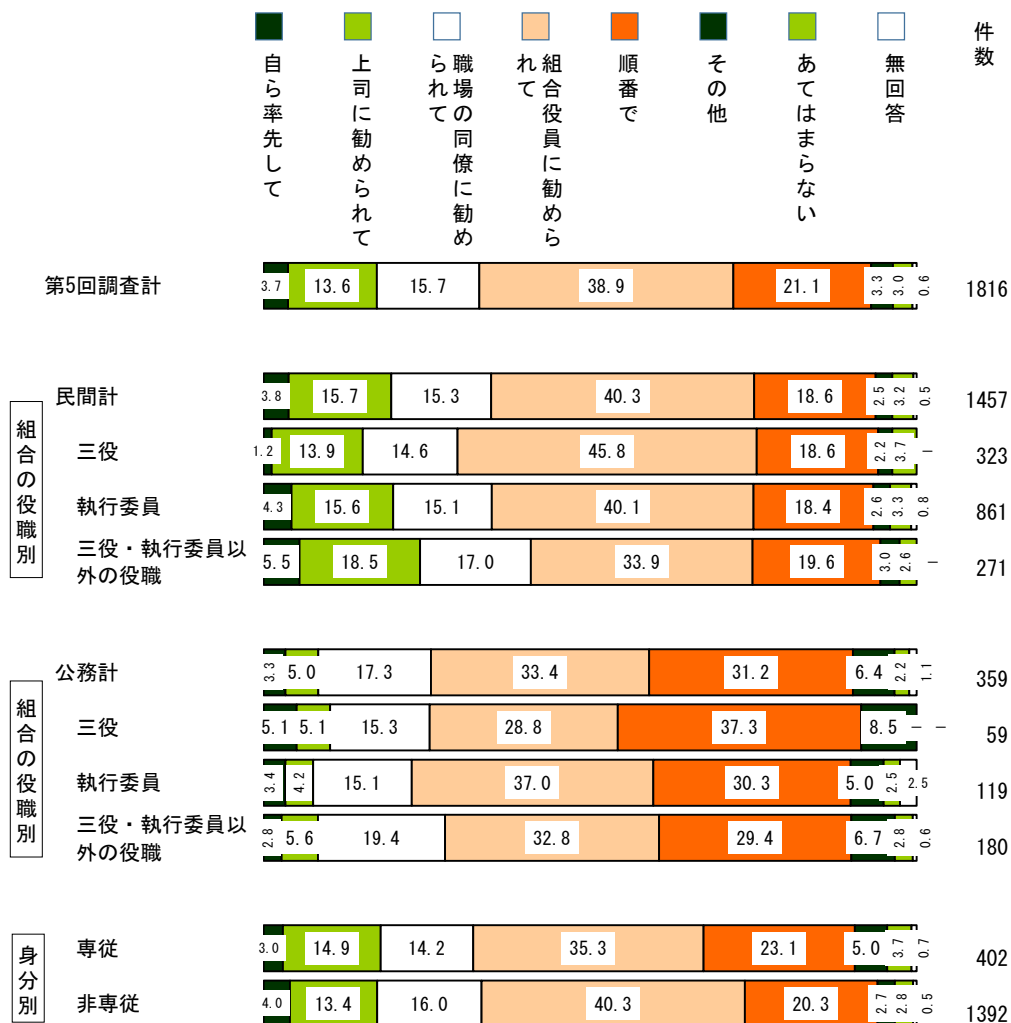 自ら率先して
上司に勧められて
職場の同僚に勧め
られて
組合役員に勧めら
れて
順番で
その他
あてはまらない
無回答
件数
第5回調査計 3.7 13.6 15.7 38.9 21.1 3.3 3.0 0.6 1816
組合の役職別
民間計 3.8 15.7 15.3 40.3 18.6 2.5 3.2 0.5 1457
三役 1.2 13.9 14.6 45.8 18.6 2.2 3.7 - 323
執行委員 4.3 15.6 15.1 40.1 18.4 2.6 3.3 0.8 861
三役・執行委員以
外の役職 5.5 18.5 17.0 33.9 19.6 3.0 2.6 - 271
組合の役職別
公務計 3.3 5.0 17.3 33.4 31.2 6.4 2.2 1.1 359
三役 5.1 5.1 15.3 28.8 37.3 8.5 - - 59
執行委員 3.4 4.2 15.1 37.0 30.3 5.0 2.5 2.5 119
三役・執行委員以
外の役職 2.8 5.6 19.4 32.8 29.4 6.7 2.8 0.6 180
身分別
専従 3.0 14.9 14.2 35.3 23.1 5.0 3.7 0.7 402
非専従 4.0 13.4 16.0 40.3 20.3 2.7 2.8 0.5 1392